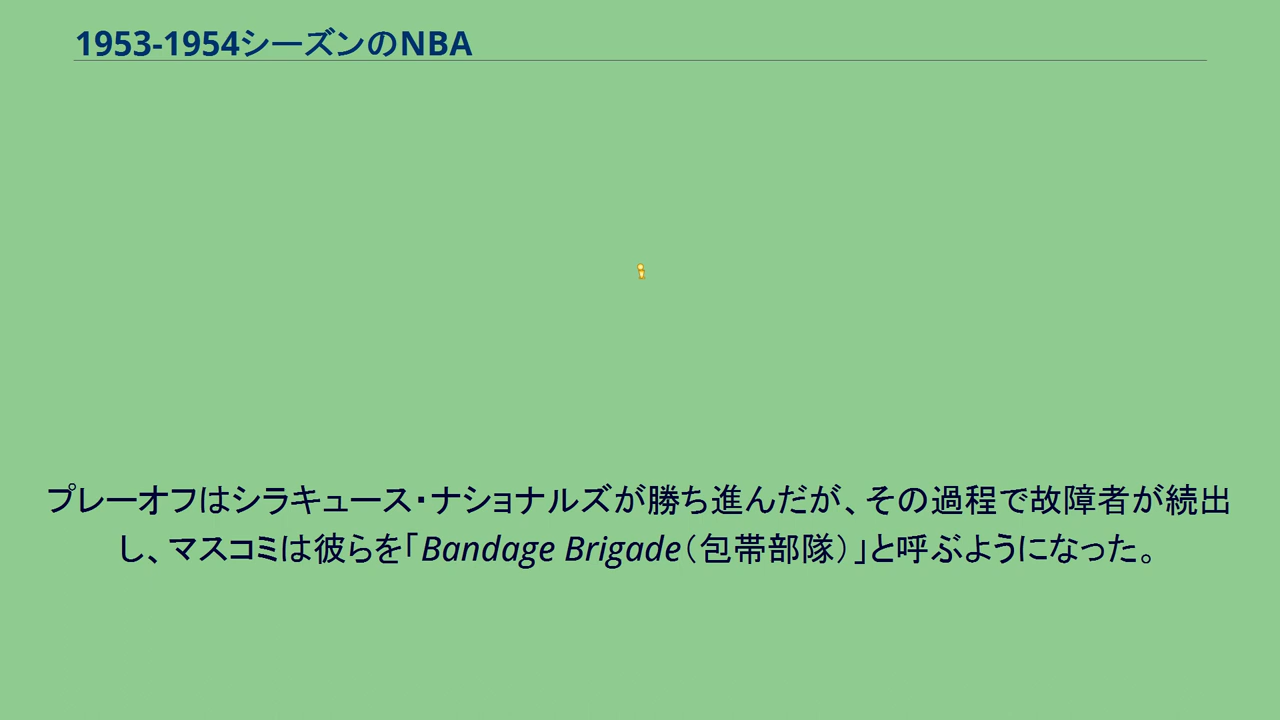 1953-1954シーズンのNBA
プレーオフはシラキュース・ナショナルズが勝ち進んだが、その過程で故障者が続出
し、マスコミは彼らを「Bandage Brigade（包帯部隊）」と呼ぶようになった。